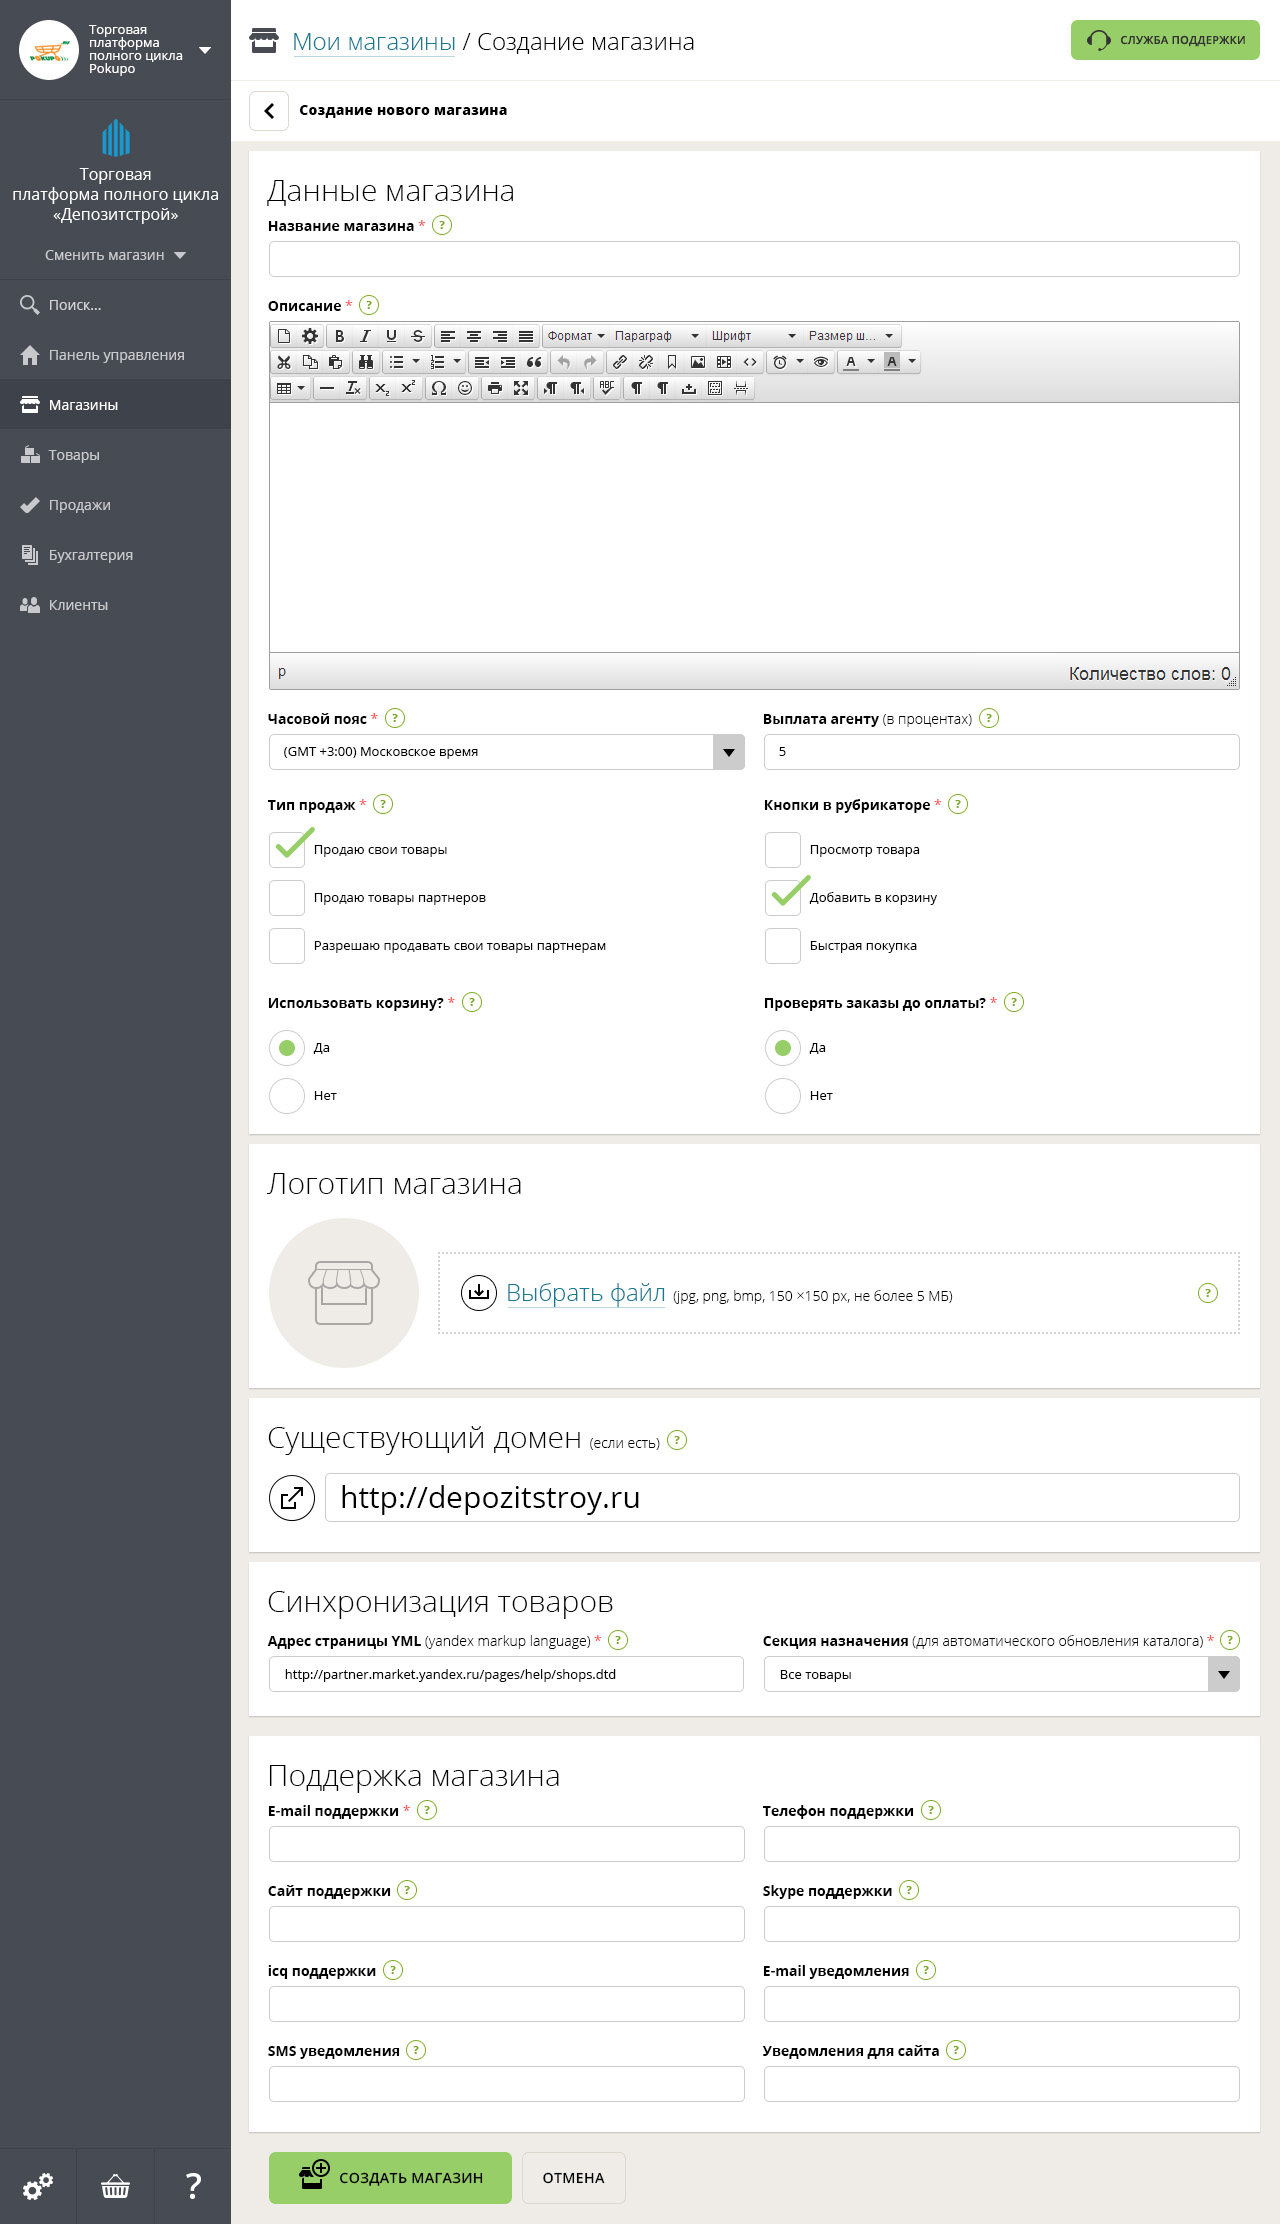 Торговая
платформа
полного цикла
Pokupo
POKUPO
Торговая
платформа полного цикла
«Депозитстрой»
Сменить магазин
Поиск...
Панель управления
Магазины
Товары
Продажи
Бухгалтерия
Клиенты
?
Мои магазины / Создание магазина
СЛУЖБА ПОДДЕРЖКИ
Создание нового магазина
Данные магазина
Название магазина * ?
Описание * ?
B I U S Формат Параграф Шрифт Размер ш...
A A
ABC
p
Количество слов: 0
Часовой пояс * ?
(GMT +3:00) Московское время
Выплата агенту (в процентах) ?
5
Тип продаж * ?
Продаю свои товары
Продаю товары партнеров
Разрешаю продавать свои товары партнерам
Кнопки в рубрикаторе * ?
Просмотр товара
Добавить в корзину
Быстрая покупка
Использовать корзину? * ?
Да
Нет
Проверять заказы до оплаты? * ?
Да
Нет
Логотип магазина
Выбрать файл (jpg, png, bmp, 150 ×150 px, не более 5 МБ) ?
Существующий домен (если есть) ?
http://depozitstroy.ru
Синхронизация товаров
Адрес страницы YML (yandex markup language) * ?
http://partner.market.yandex.ru/pages/help/shops.dtd
Секция назначения (для автоматического обновления каталога) * ?
Все товары
Поддержка магазина
E-mail поддержки * ?
Телефон поддержки ?
Сайт поддержки ?
Skype поддержки ?
icq поддержки ?
E-mail уведомления ?
SMS уведомления ?
Уведомления для сайта ?
СОЗДАТЬ МАГАЗИН
ОТМЕНА